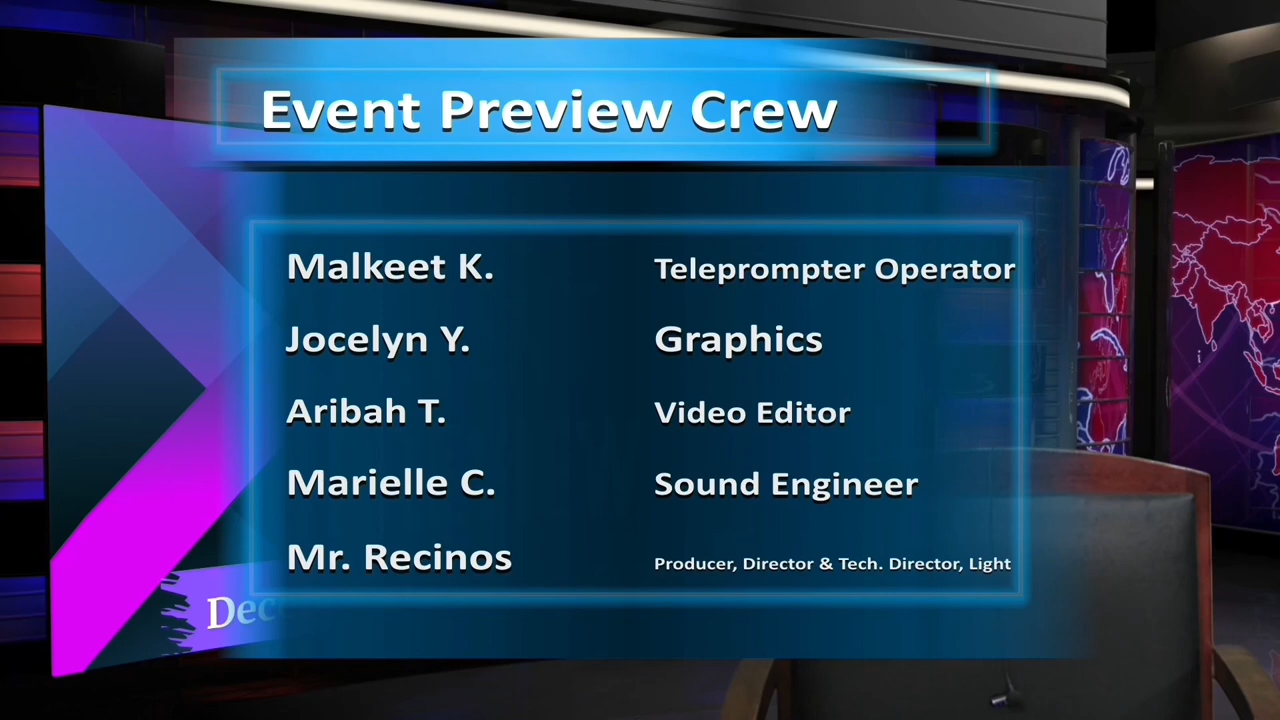 Event Preview Crew
Malkeet K. Teleprompter Operator
Jocelyn Y. Graphics
Aribah T. Video Editor
Marielle C. Sound Engineer
Mr. Recinos Producer, Director & Tech. Director, Light